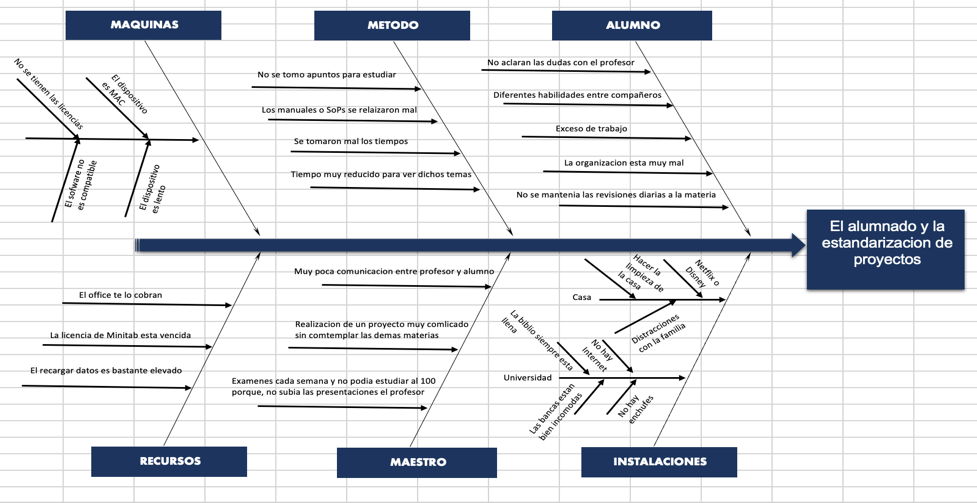 MAQUINAS
METODO
ALUMNO
No se tienen las licencias
El dispositivo
es MAC
El sofware no
es compatible
El dispositivo
es lento
No se tomo apuntos para estudiar
Los manuales o SoPs se relaizaron mal
Se tomaron mal los tiempos
Tiempo muy reducido para ver dichos temas
No aclaran las dudas con el profesor
Diferentes habilidades entre compañeros
Exceso de trabajo
La organizacion esta muy mal
No se mantenia las revisiones diarias a la materia
El alumnado y la
estandarizacion de
proyectos
El office te lo cobran
La licencia de Minitab esta vencida
El recargar datos es bastante elevado
Muy poca comunicacion entre profesor y alumno
Realizacion de un proyecto muy comlicado
sin comtemplar las demas materias
Examenes cada semana y no podia estudiar al 100
porque, no subia las presentaciones el profesor
Casa
Hacer la
limpieza de
la casa
Netflix o
Disney
Distracciones
con la familia
Universidad
La biblio siempre esta
llena
No hay
Internet
Las bancas estan
bien incomodas
No hay
enchufes
RECURSOS
MAESTRO
INSTALACIONES